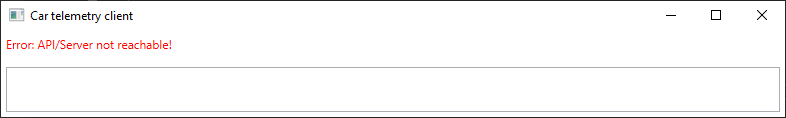 Car telemetry client
Error: API/Server not reachable!